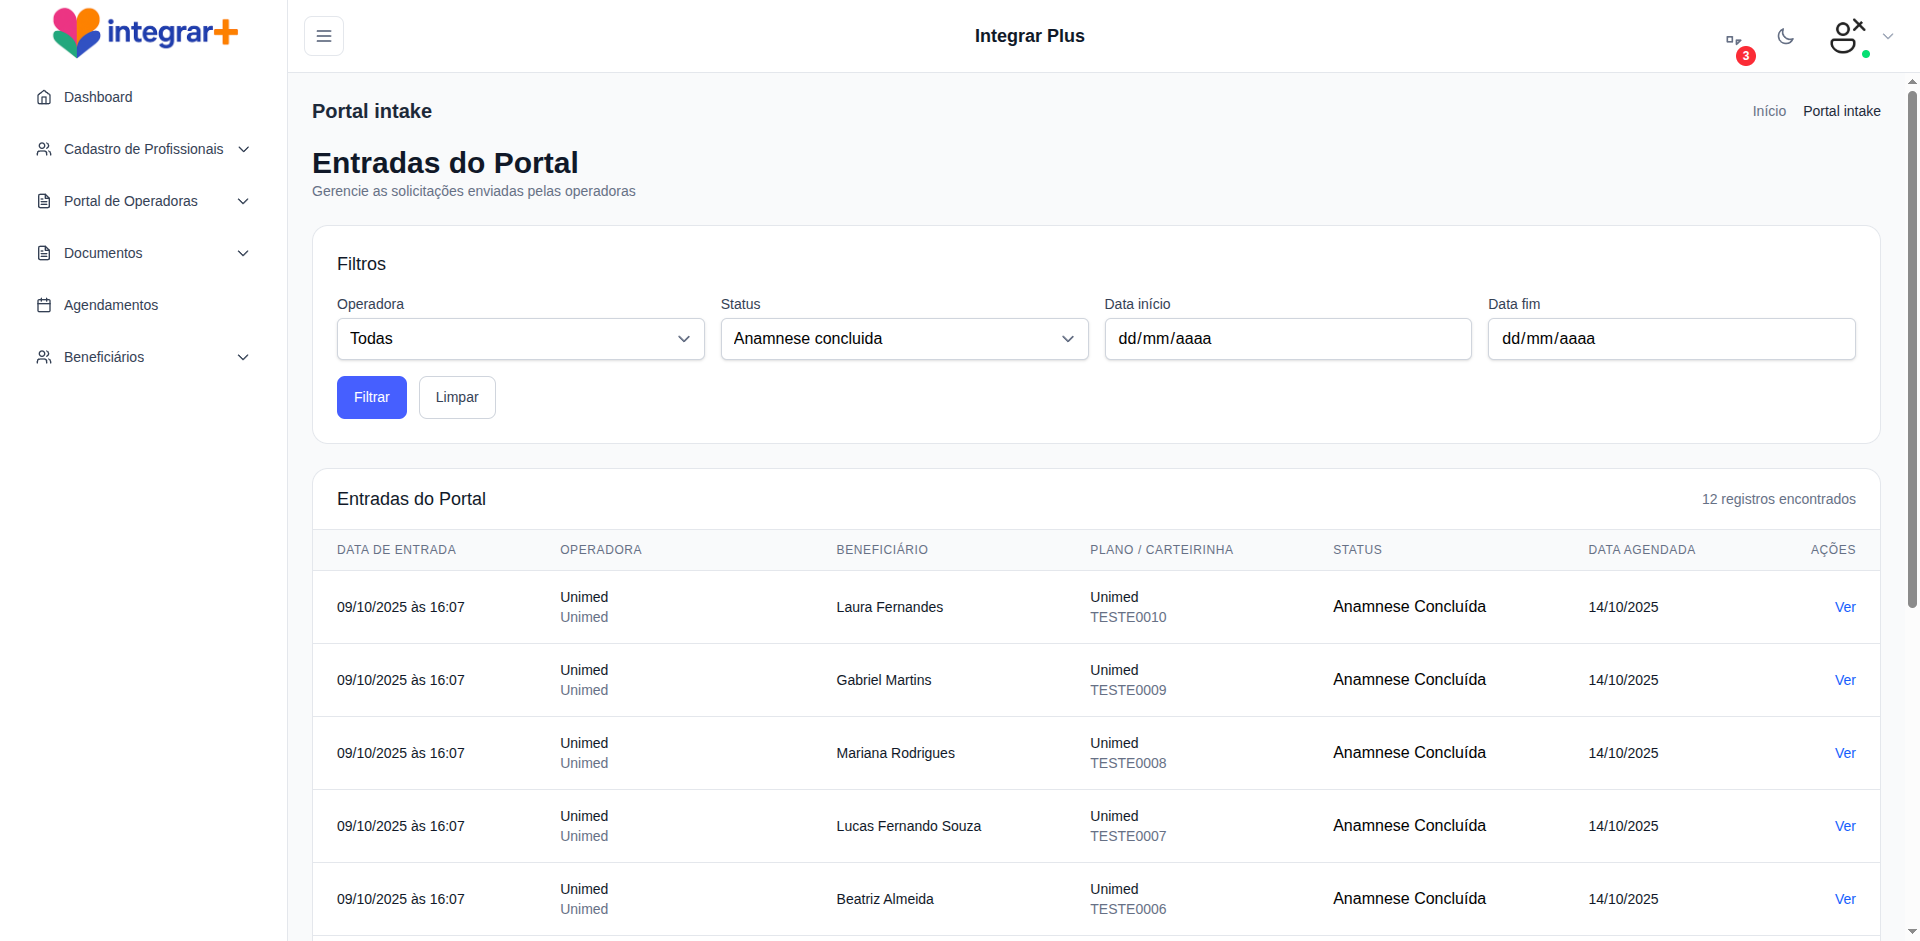 integrar+
Integrar Plus
3
Dashboard
Cadastro de Profissionais
Portal de Operadoras
Documentos
Agendamentos
Beneficiários
Portal intake
Início Portal intake
Entradas do Portal
Gerencie as solicitações enviadas pelas operadoras
Filtros
Operadora Status Data início Data fim
Todas Anamnese concluida dd/mm/aaaa dd/mm/aaaa
Filtrar Limpar
Entradas do Portal 12 registros encontrados
DATA DE ENTRADA OPERADORA BENEFICIÁRIO PLANO / CARTEIRINHA STATUS DATA AGENDADA AÇÕES
09/10/2025 às 16:07 Unimed Laura Fernandes Unimed Anamnese Concluída 14/10/2025 Ver
Unimed TESTE0010
09/10/2025 às 16:07 Unimed Gabriel Martins Unimed Anamnese Concluída 14/10/2025 Ver
Unimed TESTE0009
09/10/2025 às 16:07 Unimed Mariana Rodrigues Unimed Anamnese Concluída 14/10/2025 Ver
Unimed TESTE0008
09/10/2025 às 16:07 Unimed Lucas Fernando Souza Unimed Anamnese Concluída 14/10/2025 Ver
Unimed TESTE0007
09/10/2025 às 16:07 Unimed Beatriz Almeida Unimed Anamnese Concluída 14/10/2025 Ver
Unimed TESTE0006